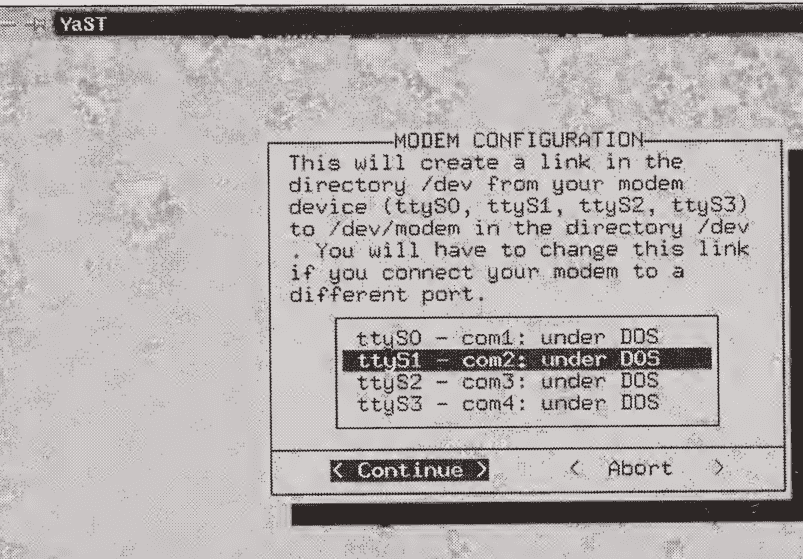 YaST
MODEM CONFIGURATION
This will create a link in the
directory /dev from your modem
device (ttyS0, ttyS1, ttyS2, ttyS3)
to /dev/modem in the directory /dev
. You will have to change this link
if you connect your modem to a
different port.
ttyS0 - com1: under DOS
ttyS1 - com2: under DOS
ttyS2 - com3: under DOS
ttyS3 - com4: under DOS
< Continue > < Abort >